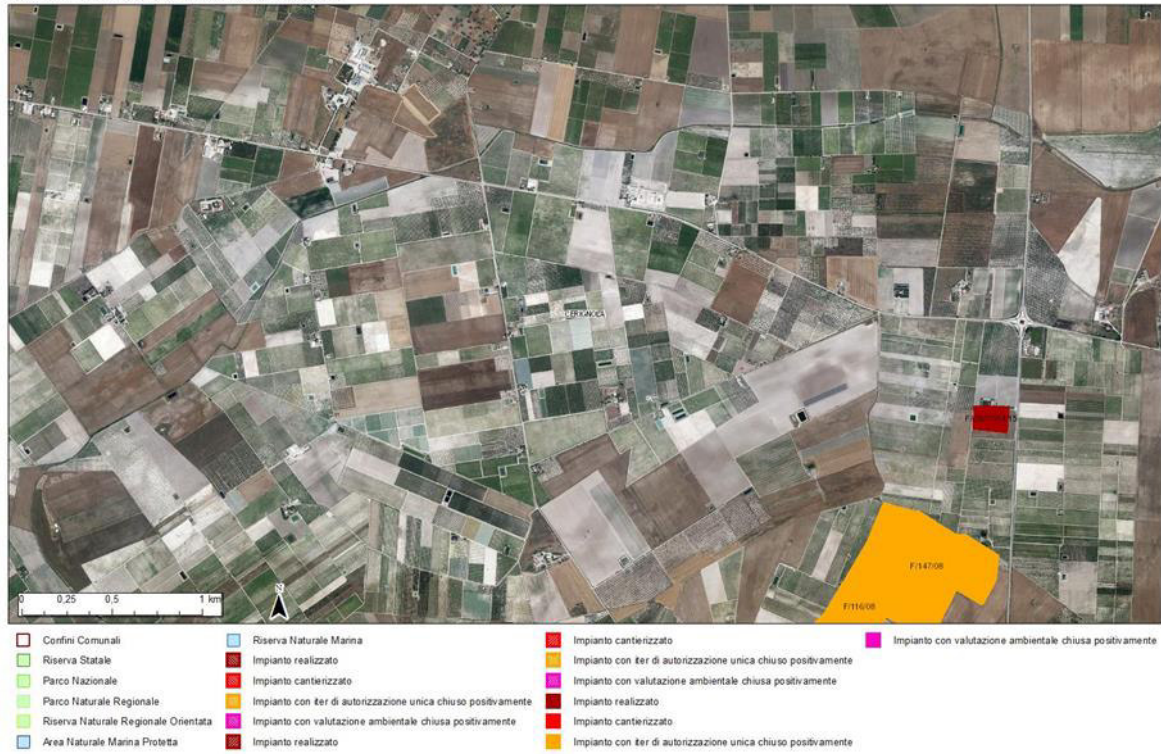 CERIGNOLA
F/147/08
F/116/08
0 0,25 0,5 1 km
Confini Comunali
Riserva Statale
Parco Nazionale
Parco Naturale Regionale
Riserva Naturale Regionale Orientata
Area Naturale Marina Protetta
Riserva Naturale Marina
Impianto realizzato
Impianto cantierizzato
Impianto con iter di autorizzazione unica chiuso positivamente
Impianto con valutazione ambientale chiusa positivamente
Impianto realizzato
Impianto cantierizzato
Impianto con iter di autorizzazione unica chiuso positivamente
Impianto con valutazione ambientale chiusa positivamente
Impianto realizzato
Impianto cantierizzato
Impianto con iter di autorizzazione unica chiuso positivamente
Impianto con valutazione ambientale chiusa positivamente